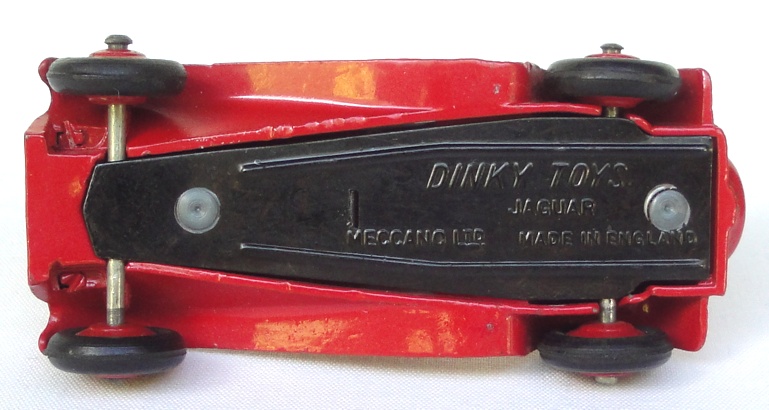 DINKY TOYS.
JAGUAR
MECCANO LTD MADE IN ENGLAND